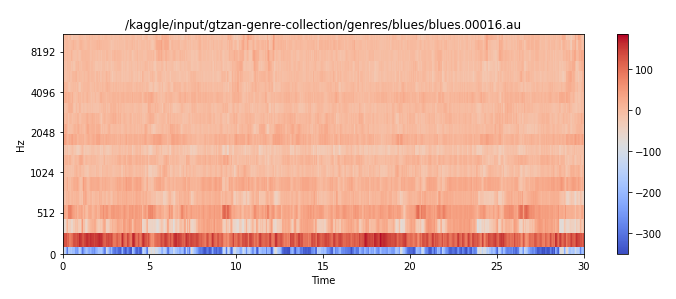 /kaggle/input/gtzan-genre-collection/genres/blues/blues.00016.au
8192
4096
2048
1024
512
0
Hz
0 5 10 15 20 25 30
Time
100
0
−100
−200
−300